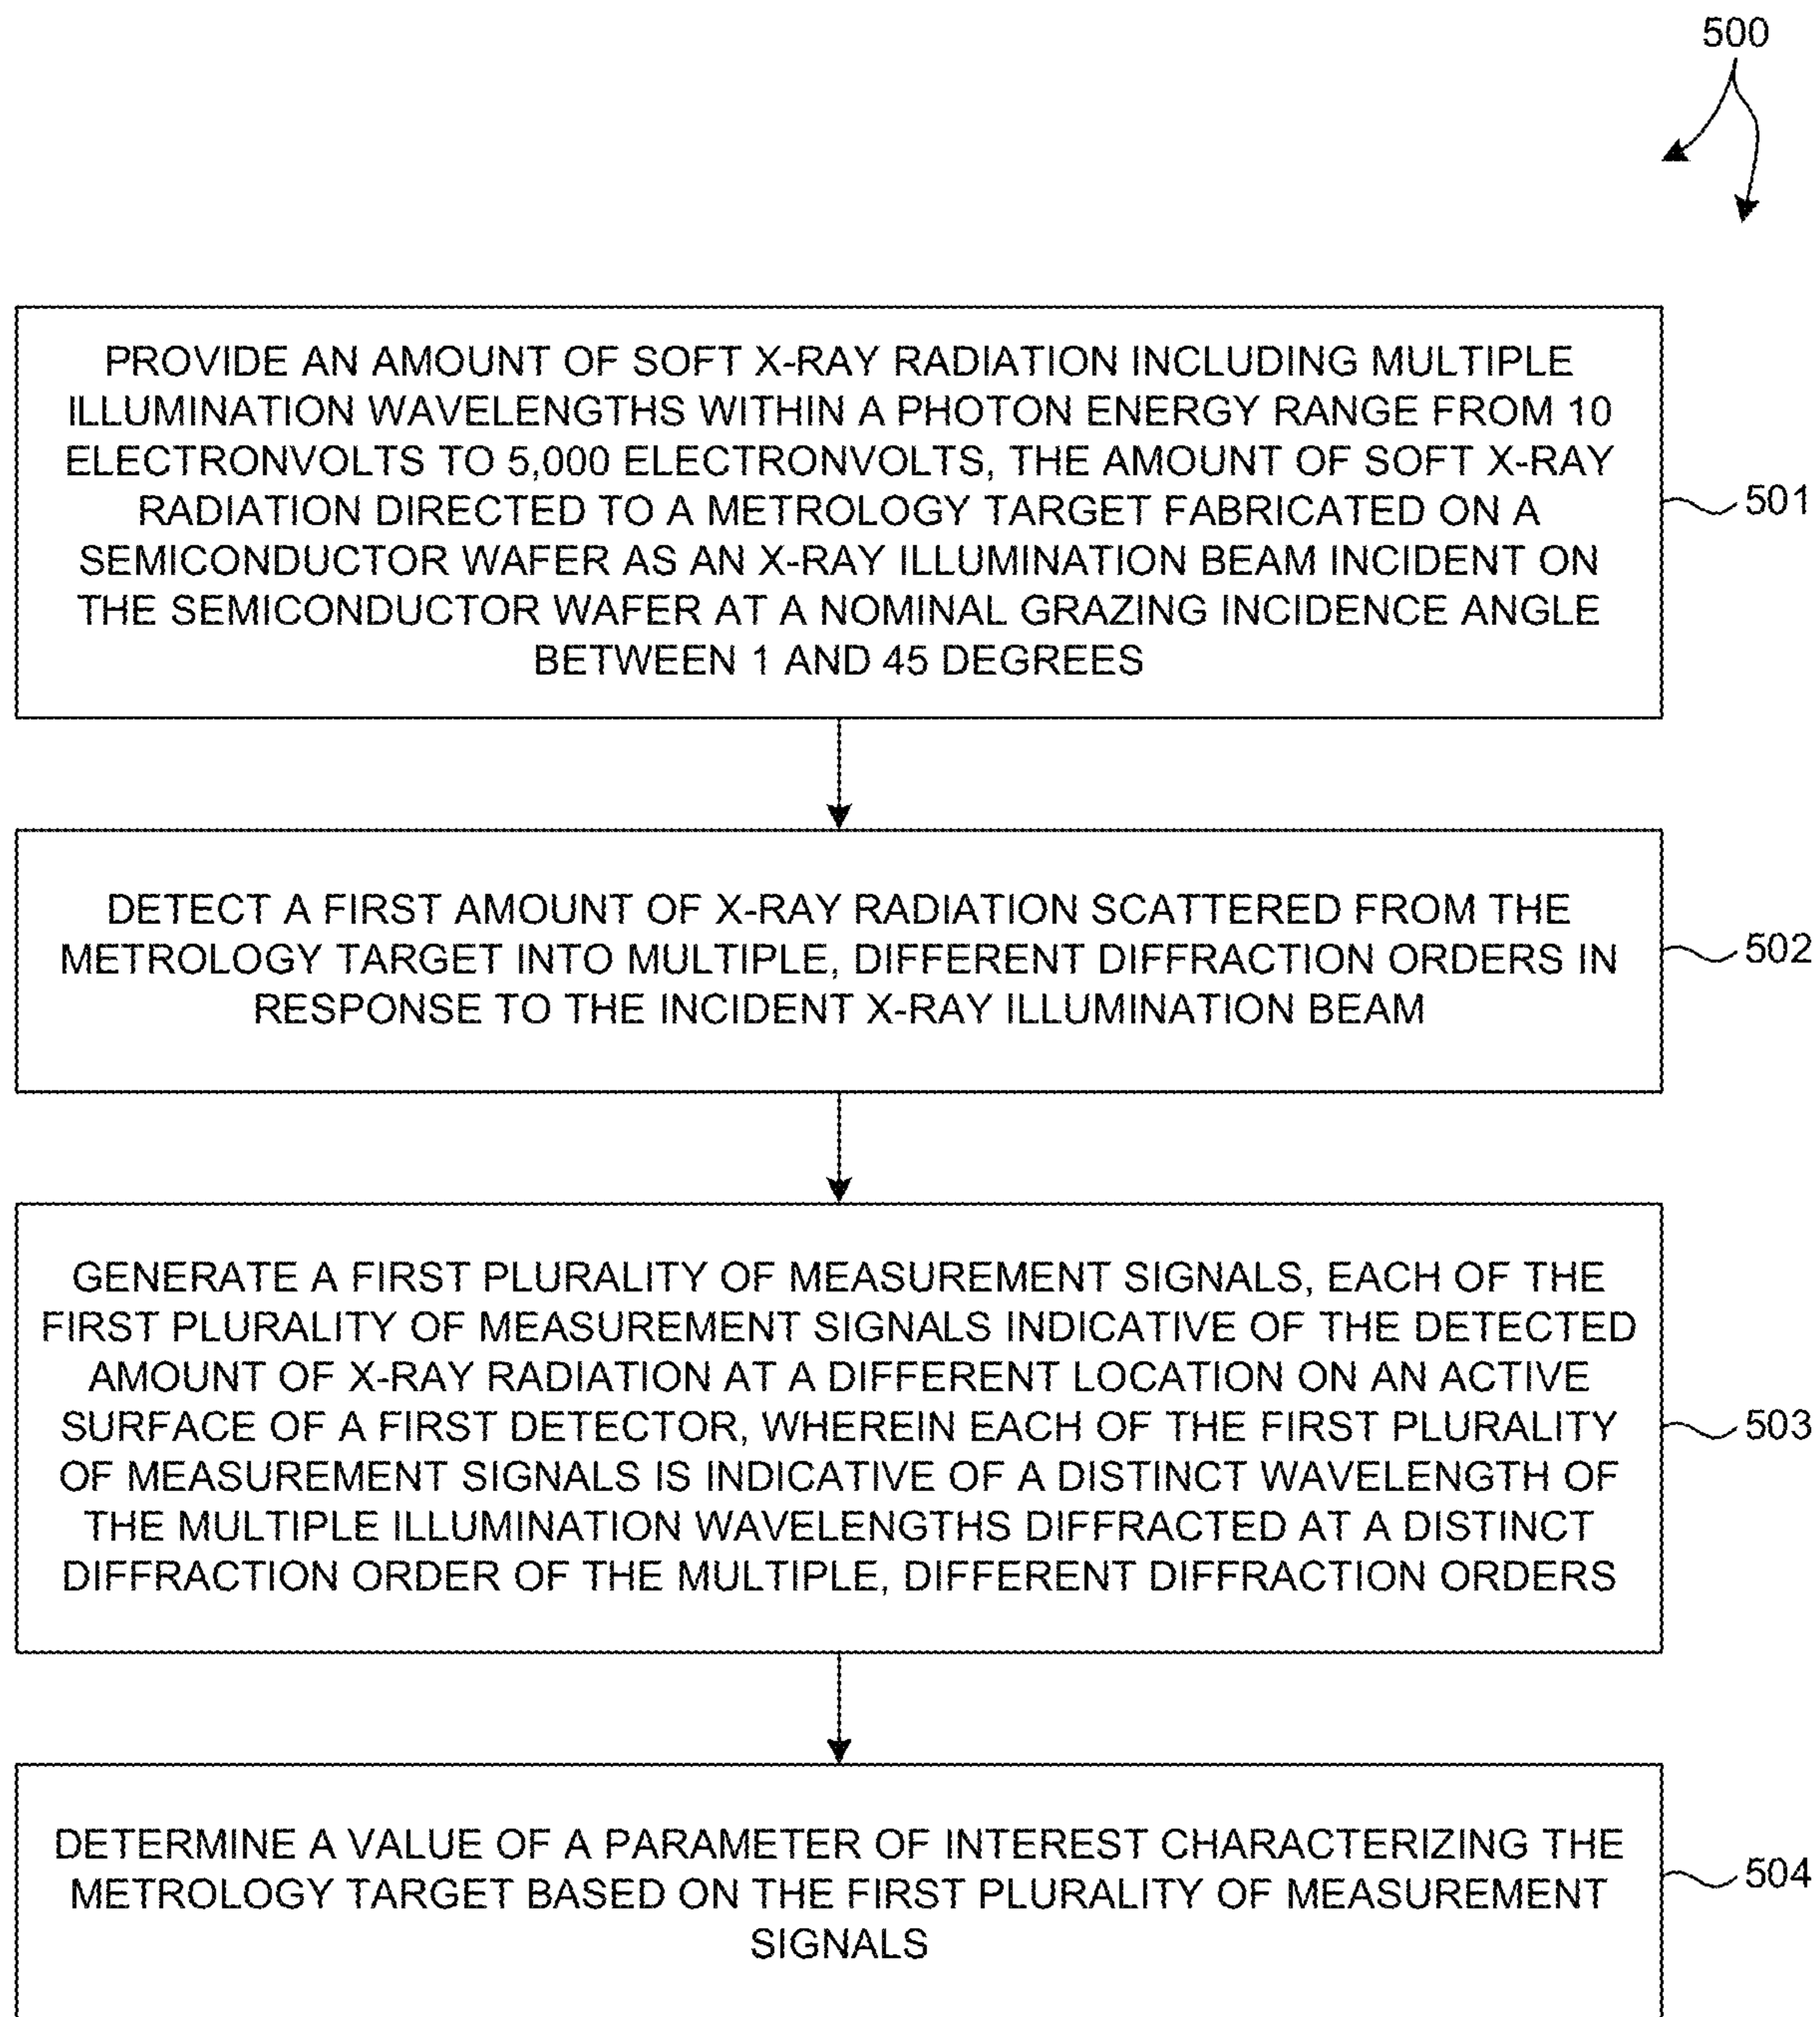 500
PROVIDE AN AMOUNT OF SOFT X-RAY RADIATION INCLUDING MULTIPLE
ILLUMINATION WAVELENGTHS WITHIN A PHOTON ENERGY RANGE FROM 10
ELECTRONVOLTS TO 5,000 ELECTRONVOLTS, THE AMOUNT OF SOFT X-RAY
RADIATION DIRECTED TO A METROLOGY TARGET FABRICATED ON A
SEMICONDUCTOR WAFER AS AN X-RAY ILLUMINATION BEAM INCIDENT ON
THE SEMICONDUCTOR WAFER AT A NOMINAL GRAZING INCIDENCE ANGLE
BETWEEN 1 AND 45 DEGREES
501
DETECT A FIRST AMOUNT OF X-RAY RADIATION SCATTERED FROM THE
METROLOGY TARGET INTO MULTIPLE, DIFFERENT DIFFRACTION ORDERS IN
RESPONSE TO THE INCIDENT X-RAY ILLUMINATION BEAM
502
GENERATE A FIRST PLURALITY OF MEASUREMENT SIGNALS, EACH OF THE
FIRST PLURALITY OF MEASUREMENT SIGNALS INDICATIVE OF THE DETECTED
AMOUNT OF X-RAY RADIATION AT A DIFFERENT LOCATION ON AN ACTIVE
SURFACE OF A FIRST DETECTOR, WHEREIN EACH OF THE FIRST PLURALITY
OF MEASUREMENT SIGNALS IS INDICATIVE OF A DISTINCT WAVELENGTH OF
THE MULTIPLE ILLUMINATION WAVELENGTHS DIFFRACTED AT A DISTINCT
DIFFRACTION ORDER OF THE MULTIPLE, DIFFERENT DIFFRACTION ORDERS
503
DETERMINE A VALUE OF A PARAMETER OF INTEREST CHARACTERIZING THE
METROLOGY TARGET BASED ON THE FIRST PLURALITY OF MEASUREMENT
SIGNALS
504